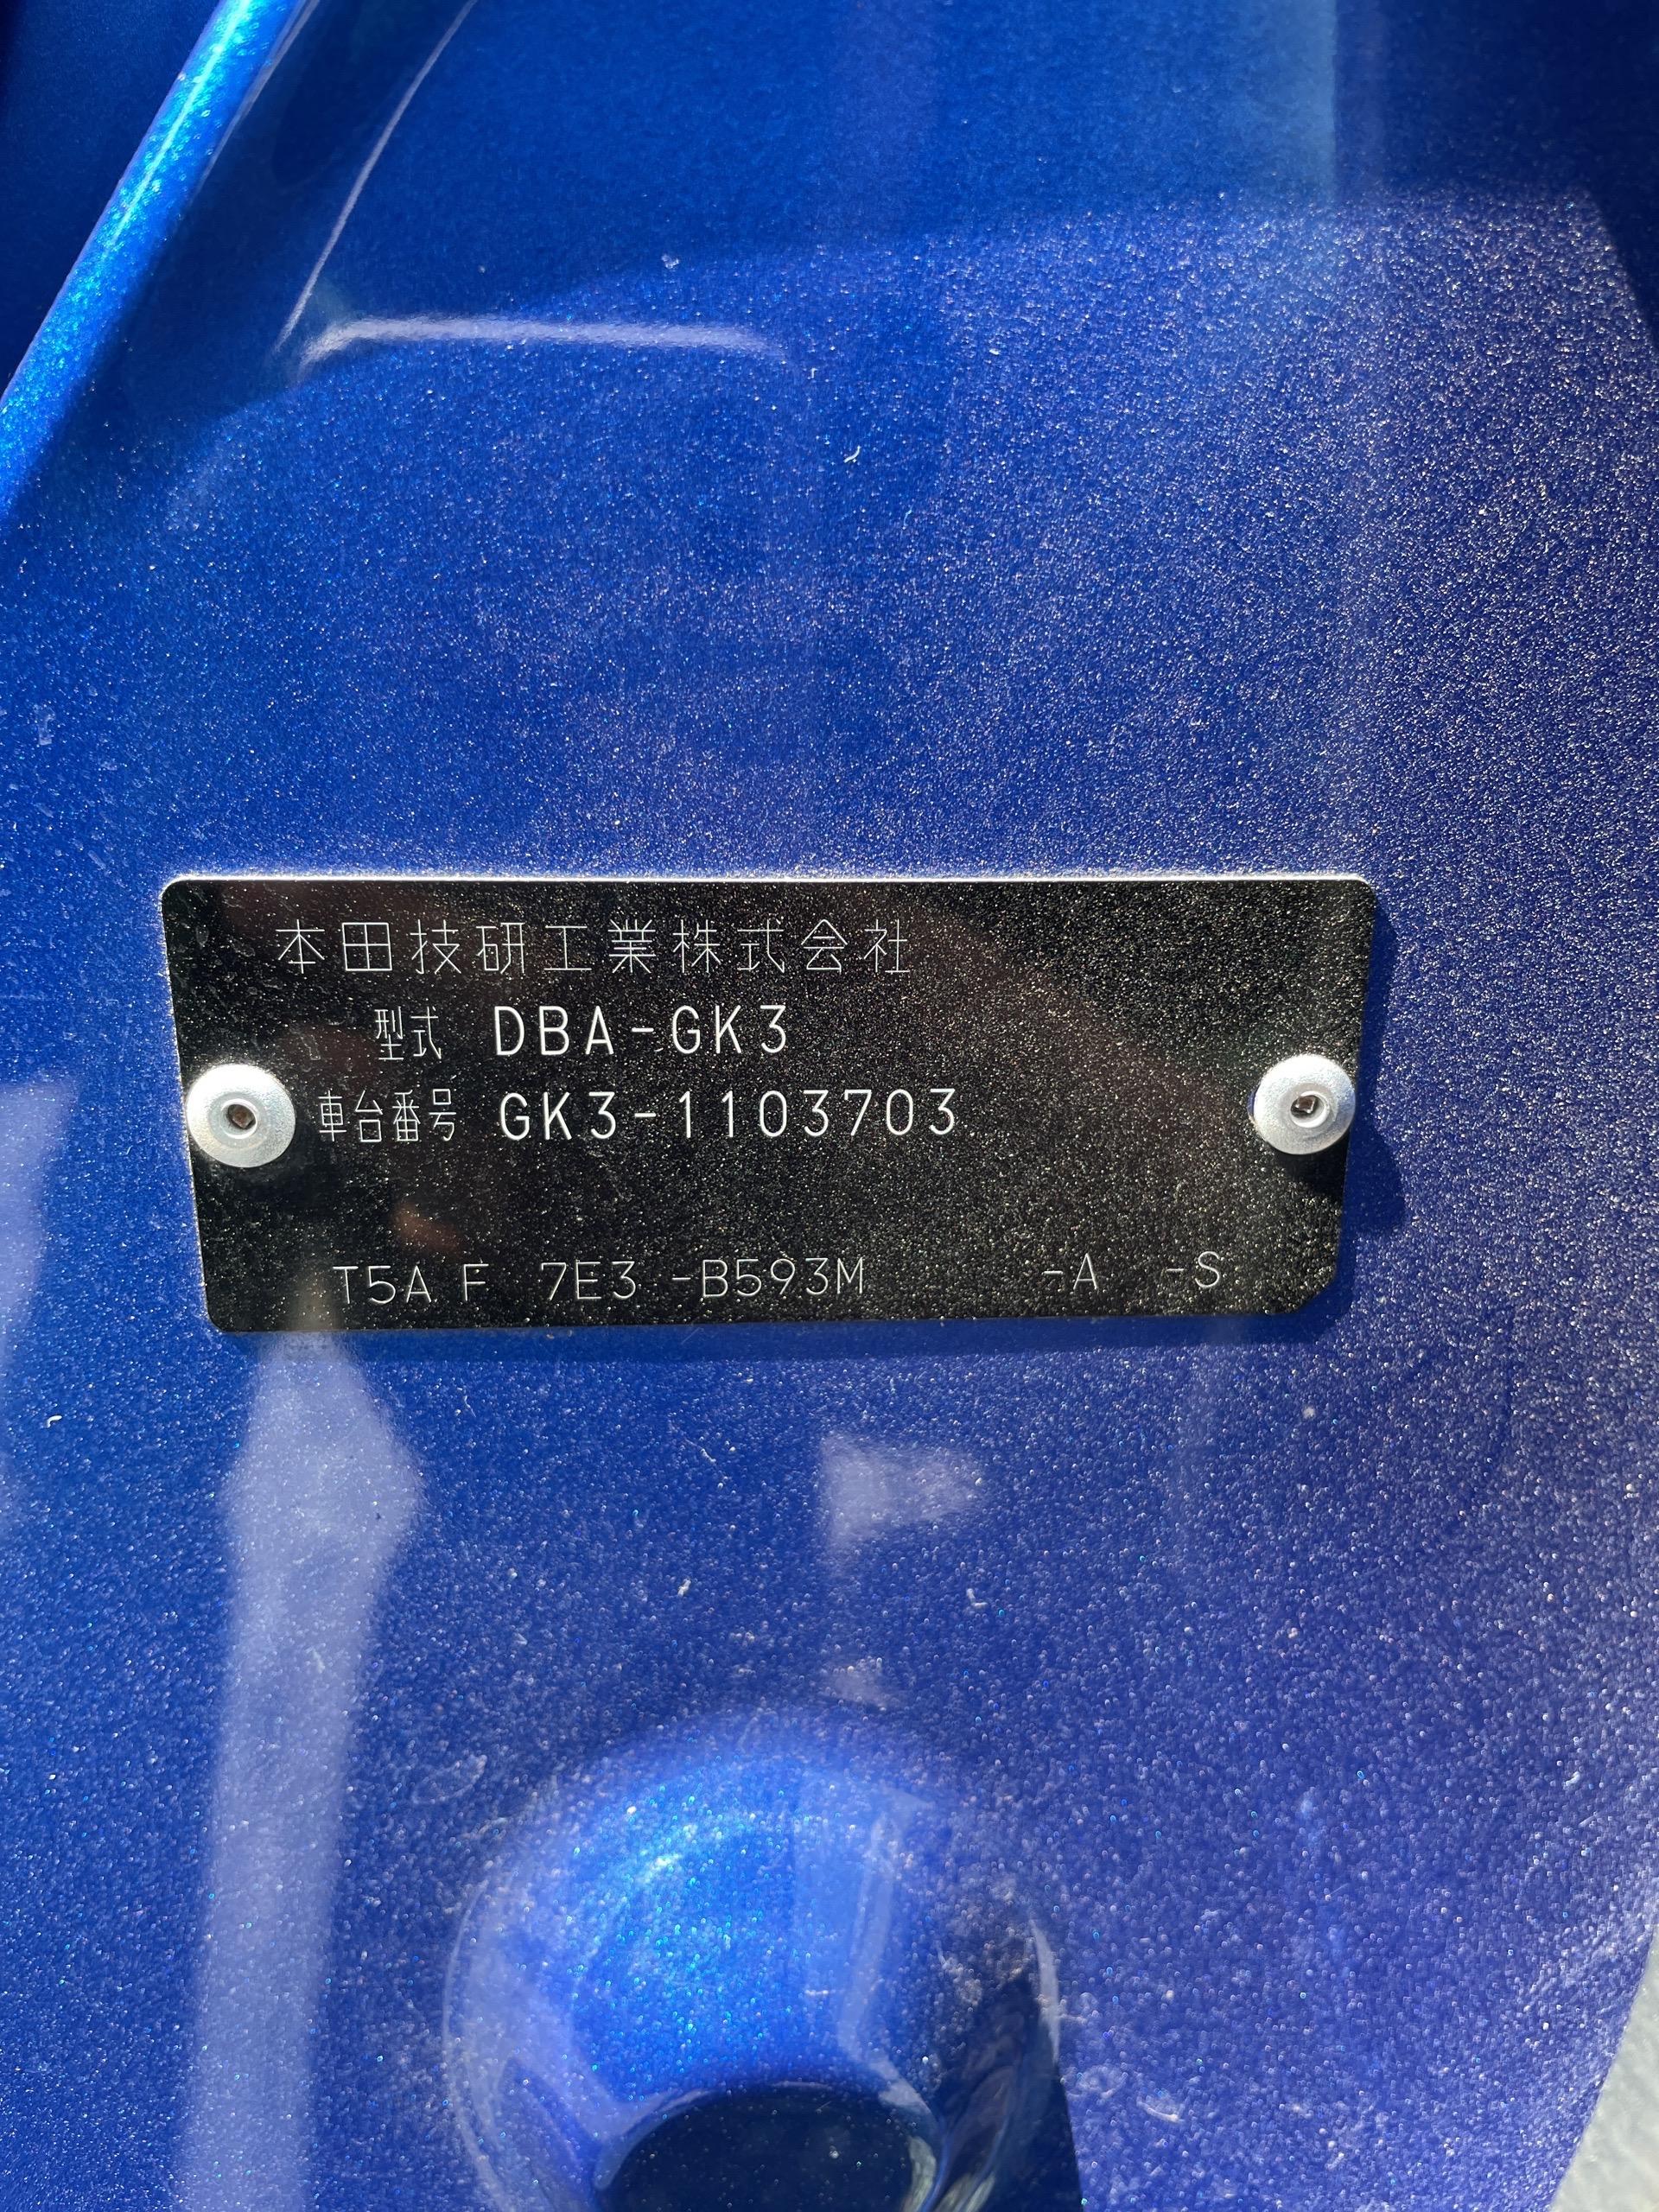 本田技研工業株式会社
型式 DBA-GK3
車台番号 GK3-1103703
T5A F 7E3 -B593M -A -S